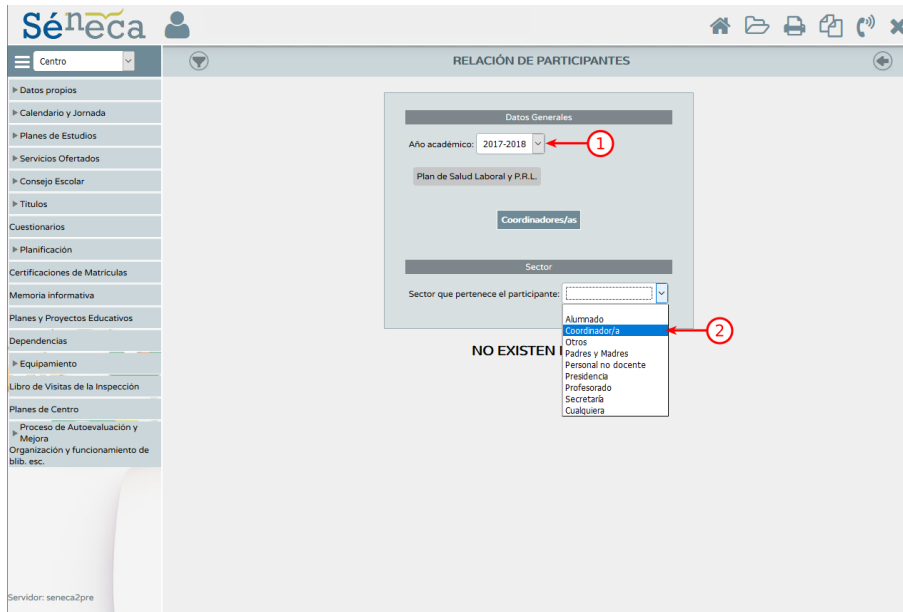 Séneca
Centro
RELACIÓN DE PARTICIPANTES
Datos propios
Calendario y Jornada
Planes de Estudios
Servicios Ofertados
Consejo Escolar
Titulos
Cuestionarios
Planificación
Certificaciones de Matriculas
Memoria informativa
Planes y Proyectos Educativos
Dependencias
Equipamiento
Libro de Visitas de la Inspección
Planes de Centro
Proceso de Autoevaluación y
Mejora
Organización y funcionamiento de
blib. esc.
Servidor: seneca2pre
Datos Generales
Año académico: 2017-2018
1
Plan de Salud Laboral y P.R.L.
Coordinadores/as
Sector
Sector que pertenece el participante:
Alumnado
Coordinador/a
2
Otros
Padres y Madres
Personal no docente
Presidencia
Profesorado
Secretaría
Cualquiera
NO EXISTEN